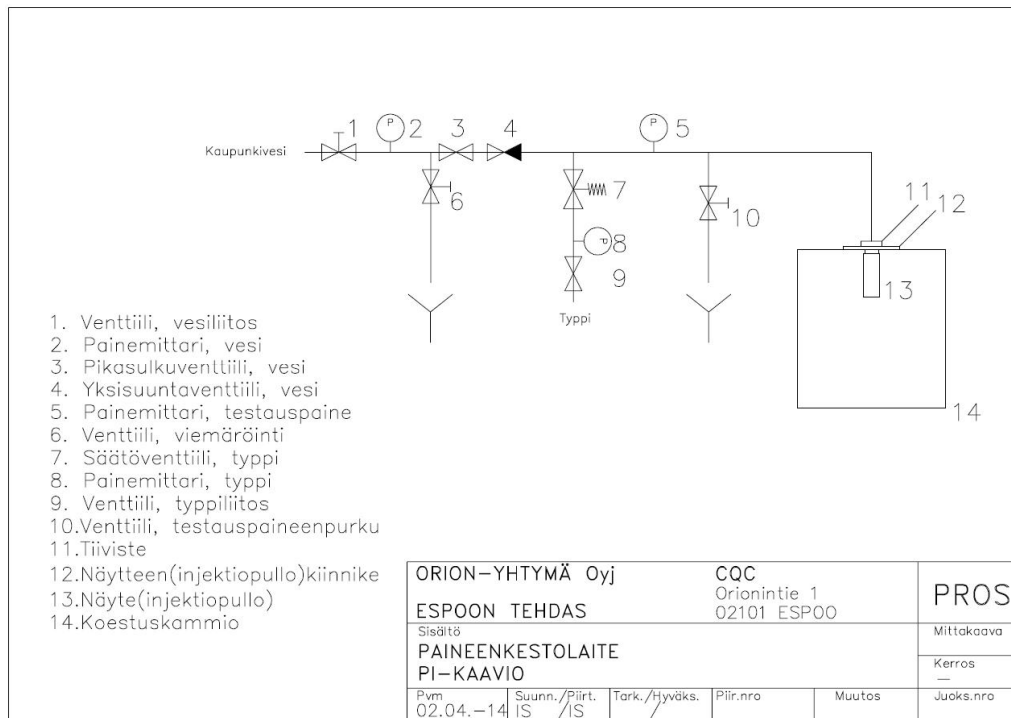 1
P
2
3
4
P
5
Kaupunkivesi
6
7
P
8
9
10
11
12
13
14
Typpi
1. Venttiili, vesiliitos
2. Painemittari, vesi
3. Pikasulkuventtiili, vesi
4. Yksisuuntaventtiili, vesi
5. Painemittari, testauspaine
6. Venttiili, viemäröinti
7. Säätöventtiili, typpi
8. Painemittari, typpi
9. Venttiili, typpiliitos
10.Venttiili, testauspaineenpurku
11.Tiiviste
12.Näytteen(injektiopullo)kiinnike
13.Näyte(injektiopullo)
14.Koestuskammio
ORION-YHTYMÄ Oyj
ESPOON TEHDAS
CQC
Orionintie 1
02101 ESPOO
PROS
Sisältö
PAINEENKESTOLAITE
PI-KAAVIO
Mittakaava
Kerros
—
Pvm
02.04.-14
Suunn./Piirt.
IS /IS
Tark./Hyväks.
/
Piir.nro
Muutos
Juoks.nro